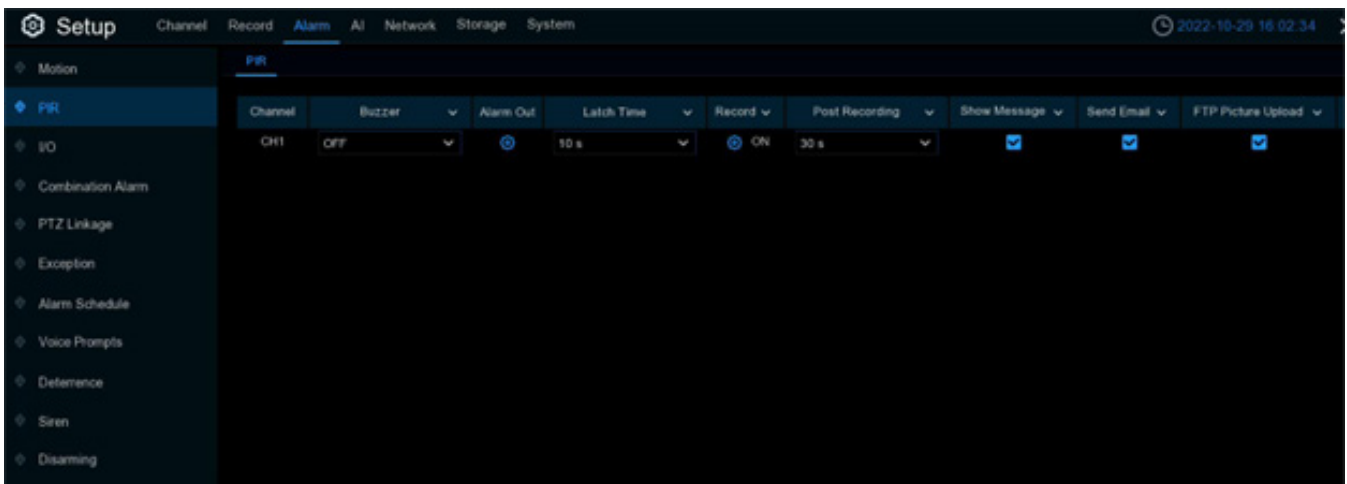 Setup Channel Record Alarm AI Network Storage System 2022-10-29 16:02:34
Motion
PIR
PIR
Channel Buzzer Alarm Out Latch Time Record Post Recording Show Message Send Email FTP Picture Upload
CH1 OFF 10 s ON 30 s
I/O
Combination Alarm
PTZ Linkage
Exception
Alarm Schedule
Voice Prompts
Deterrence
Siren
Disarming